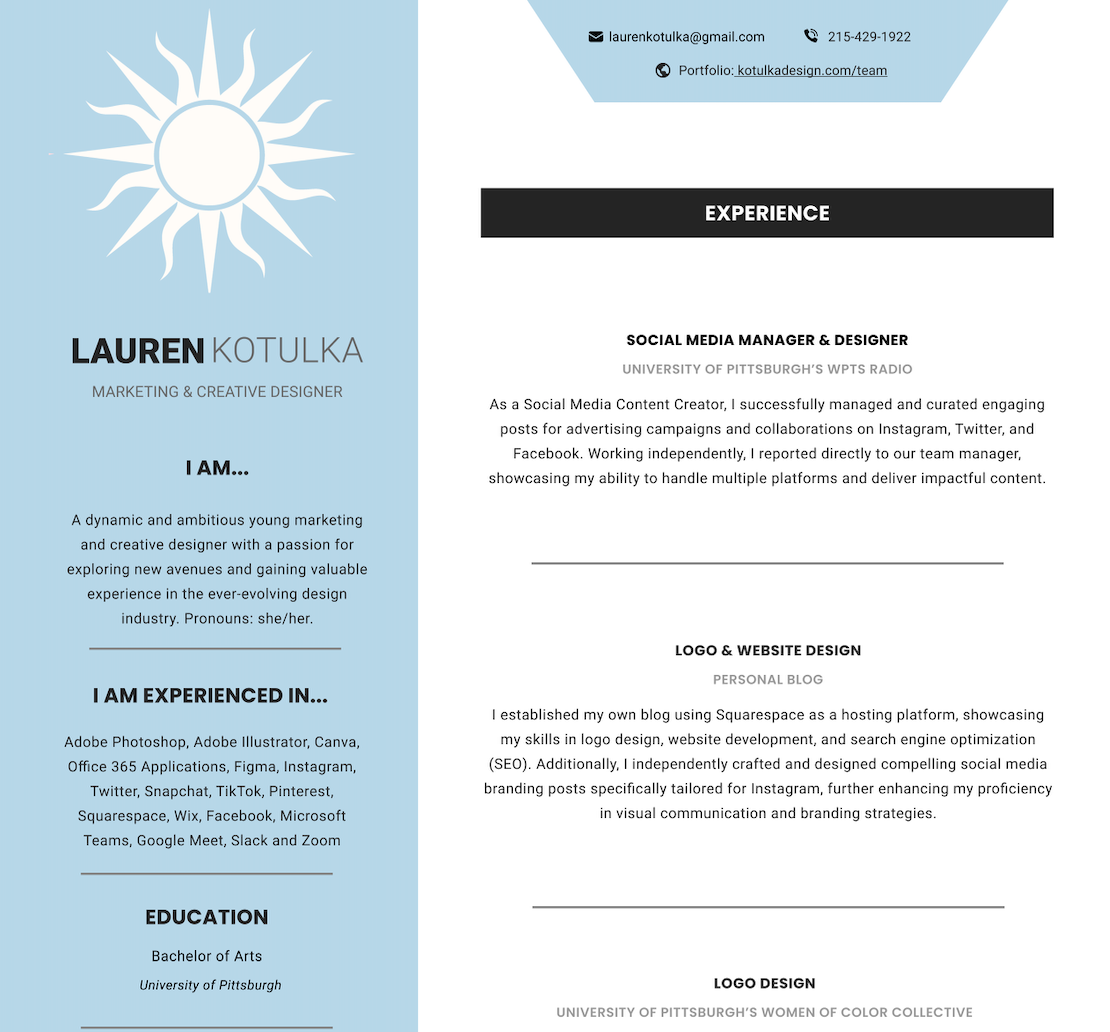 LAUREN KOTULKA
MARKETING & CREATIVE DESIGNER
I AM...
A dynamic and ambitious young marketing
and creative designer with a passion for
exploring new avenues and gaining valuable
experience in the ever-evolving design
industry. Pronouns: she/her.
I AM EXPERIENCED IN...
Adobe Photoshop, Adobe Illustrator, Canva,
Office 365 Applications, Figma, Instagram,
Twitter, Snapchat, TikTok, Pinterest,
Squarespace, Wix, Facebook, Microsoft
Teams, Google Meet, Slack and Zoom
EDUCATION
Bachelor of Arts
University of Pittsburgh
laurenkotulka@gmail.com 215-429-1922
Portfolio: kotulkadesign.com/team
EXPERIENCE
SOCIAL MEDIA MANAGER & DESIGNER
UNIVERSITY OF PITTSBURGH'S WPTS RADIO
As a Social Media Content Creator, I successfully managed and curated engaging
posts for advertising campaigns and collaborations on Instagram, Twitter, and
Facebook. Working independently, I reported directly to our team manager,
showcasing my ability to handle multiple platforms and deliver impactful content.
LOGO & WEBSITE DESIGN
PERSONAL BLOG
I established my own blog using Squarespace as a hosting platform, showcasing
my skills in logo design, website development, and search engine optimization
(SEO). Additionally, I independently crafted and designed compelling social media
branding posts specifically tailored for Instagram, further enhancing my proficiency
in visual communication and branding strategies.
LOGO DESIGN
UNIVERSITY OF PITTSBURGH'S WOMEN OF COLOR COLLECTIVE